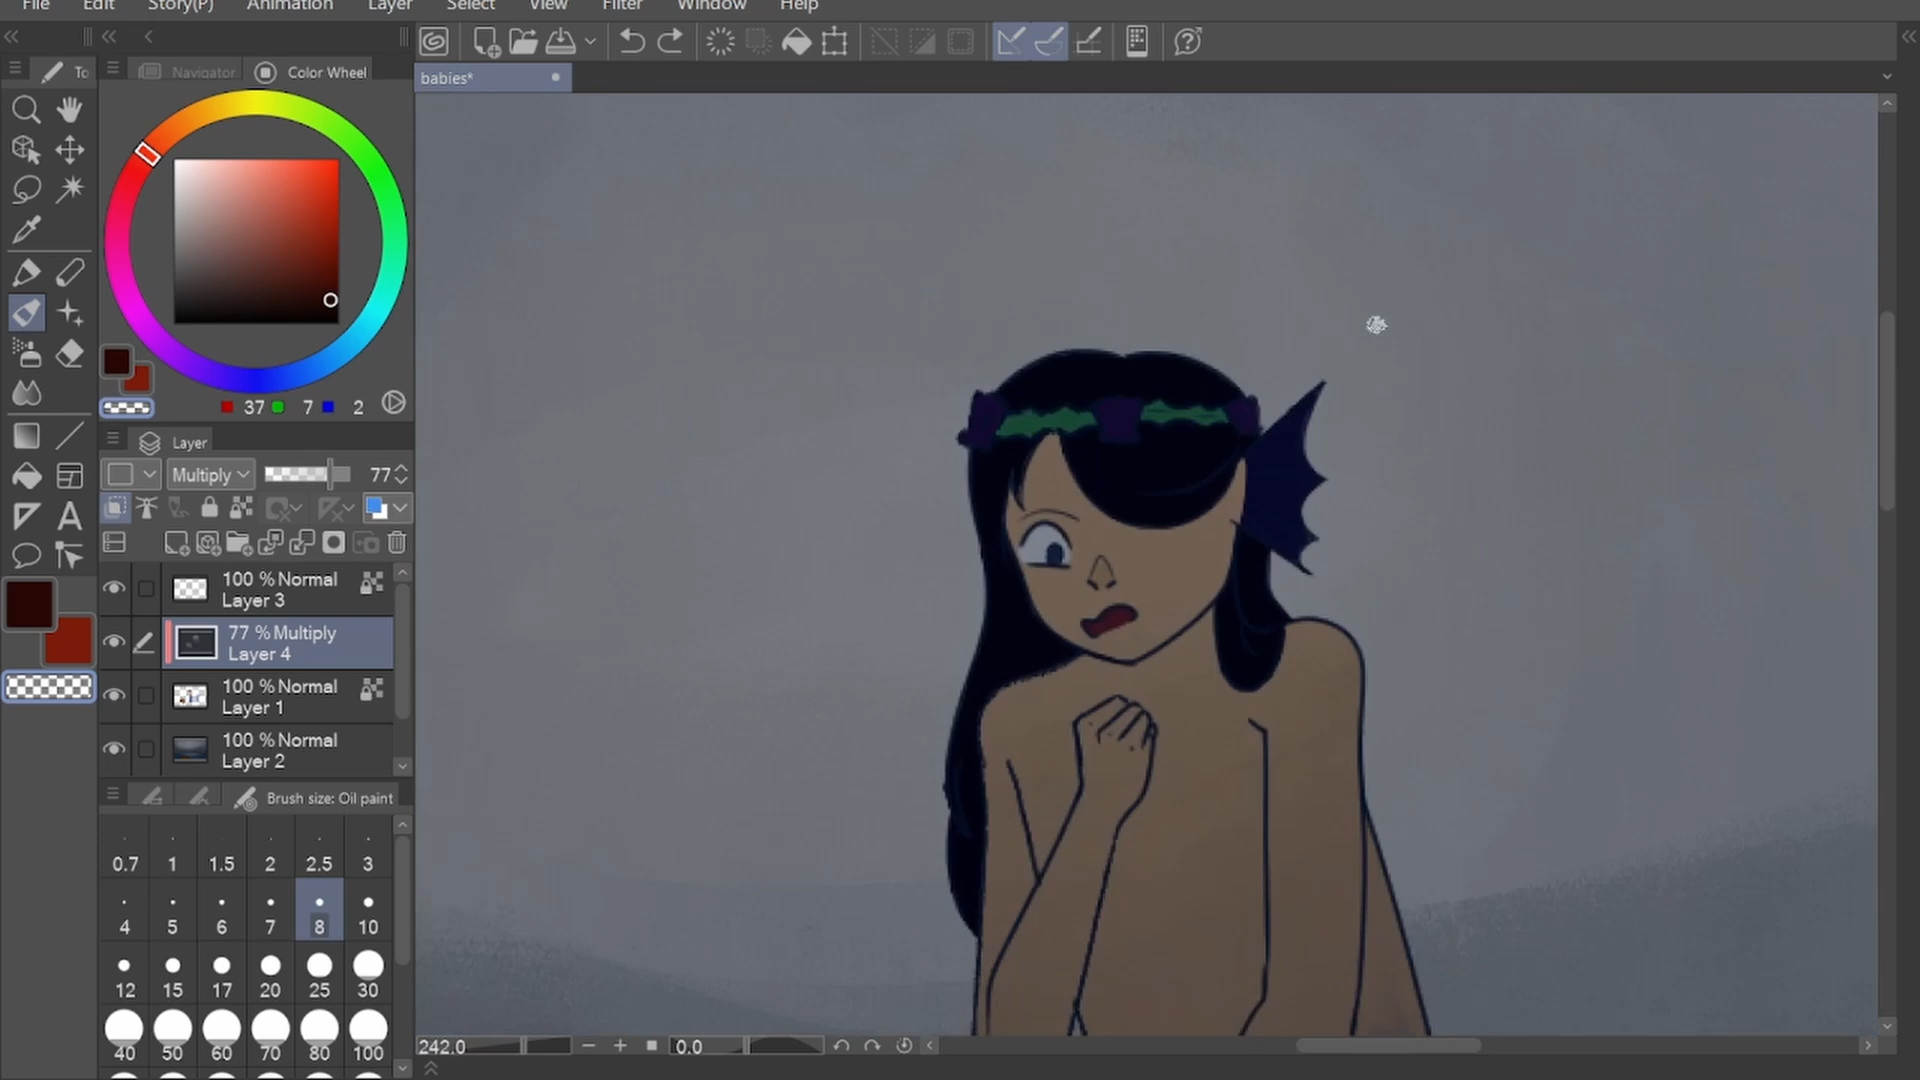 File Edit Story(P) Animation Layer Select View Filter Window Help
To Navigator Color Wheel
babies*
37 7 2
Layer
Multiply 77
100 % Normal
Layer 3
77 % Multiply
Layer 4
100 % Normal
Layer 1
100 % Normal
Layer 2
Brush size: Oil paint
0.7 1 1.5 2 2.5 3
4 5 6 7 8 10
12 15 17 20 25 30
40 50 60 70 80 100
242.0 0.0